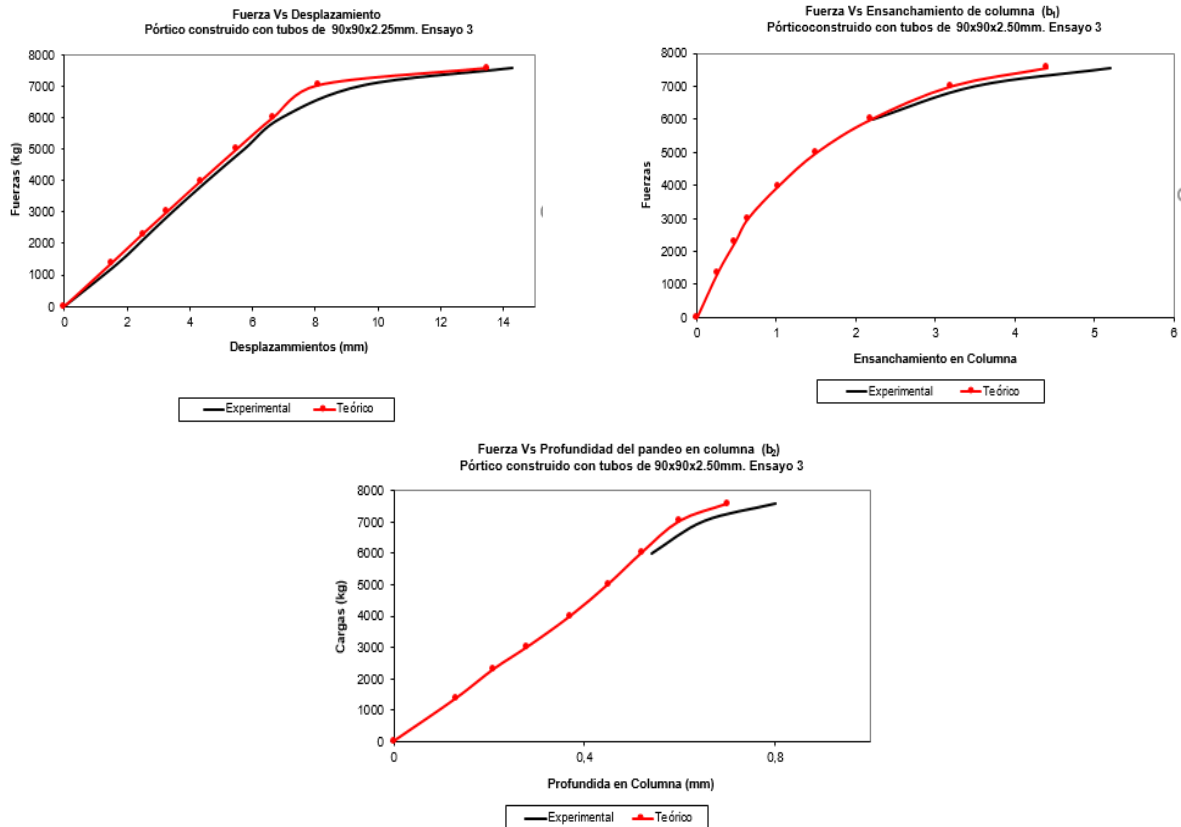 Fuerza Vs Desplazamiento
Pórtico construido con tubos de 90x90x2.25mm. Ensayo 3
8000
7000
6000
5000
4000
3000
2000
1000
0
Fuerzas (kg)
0 2 4 6 8 10 12 14
Desplazammientos (mm)
Experimental Teórico
Fuerza Vs Ensanchamiento de columna (b₁)
Pórticoconstruido con tubos de 90x90x2.50mm. Ensayo 3
8000
7000
6000
5000
4000
3000
2000
1000
0
Fuerzas
0 1 2 3 4 5 6
Ensanchamiento en Columna
Experimental Teórico
Fuerza Vs Profundidad del pandeo en columna (b₂)
Pórtico construido con tubos de 90x90x2.50mm. Ensayo 3
8000
7000
6000
5000
4000
3000
2000
1000
0
Cargas (kg)
0 0,4 0,8
Profundida en Columna (mm)
Experimental Teórico